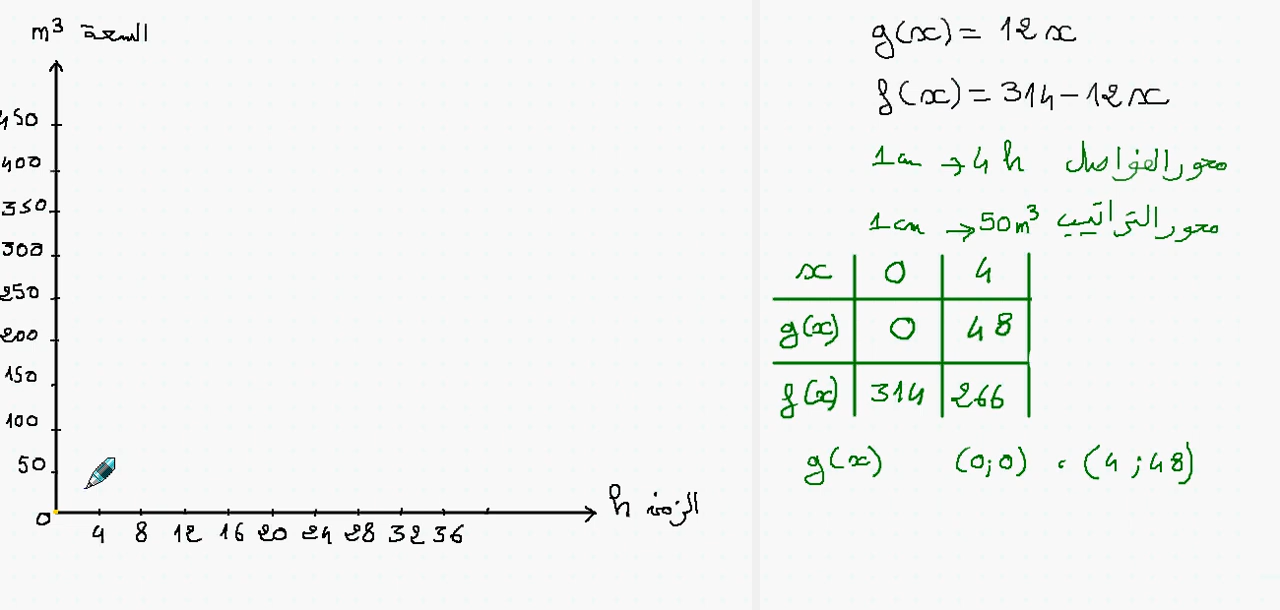 m³ السعة
450
400
350
300
250
200
150
100
50
0
4 8 12 16 20 24 28 32 36
h الزمن
g(x) = 12x
f(x) = 314 - 12x
1cm → 4 h محور الفواصل
1cm → 50m³ محور التراتيب
x 0 4
g(x) 0 48
f(x) 314 266
g(x) (0;0) . (4;48)